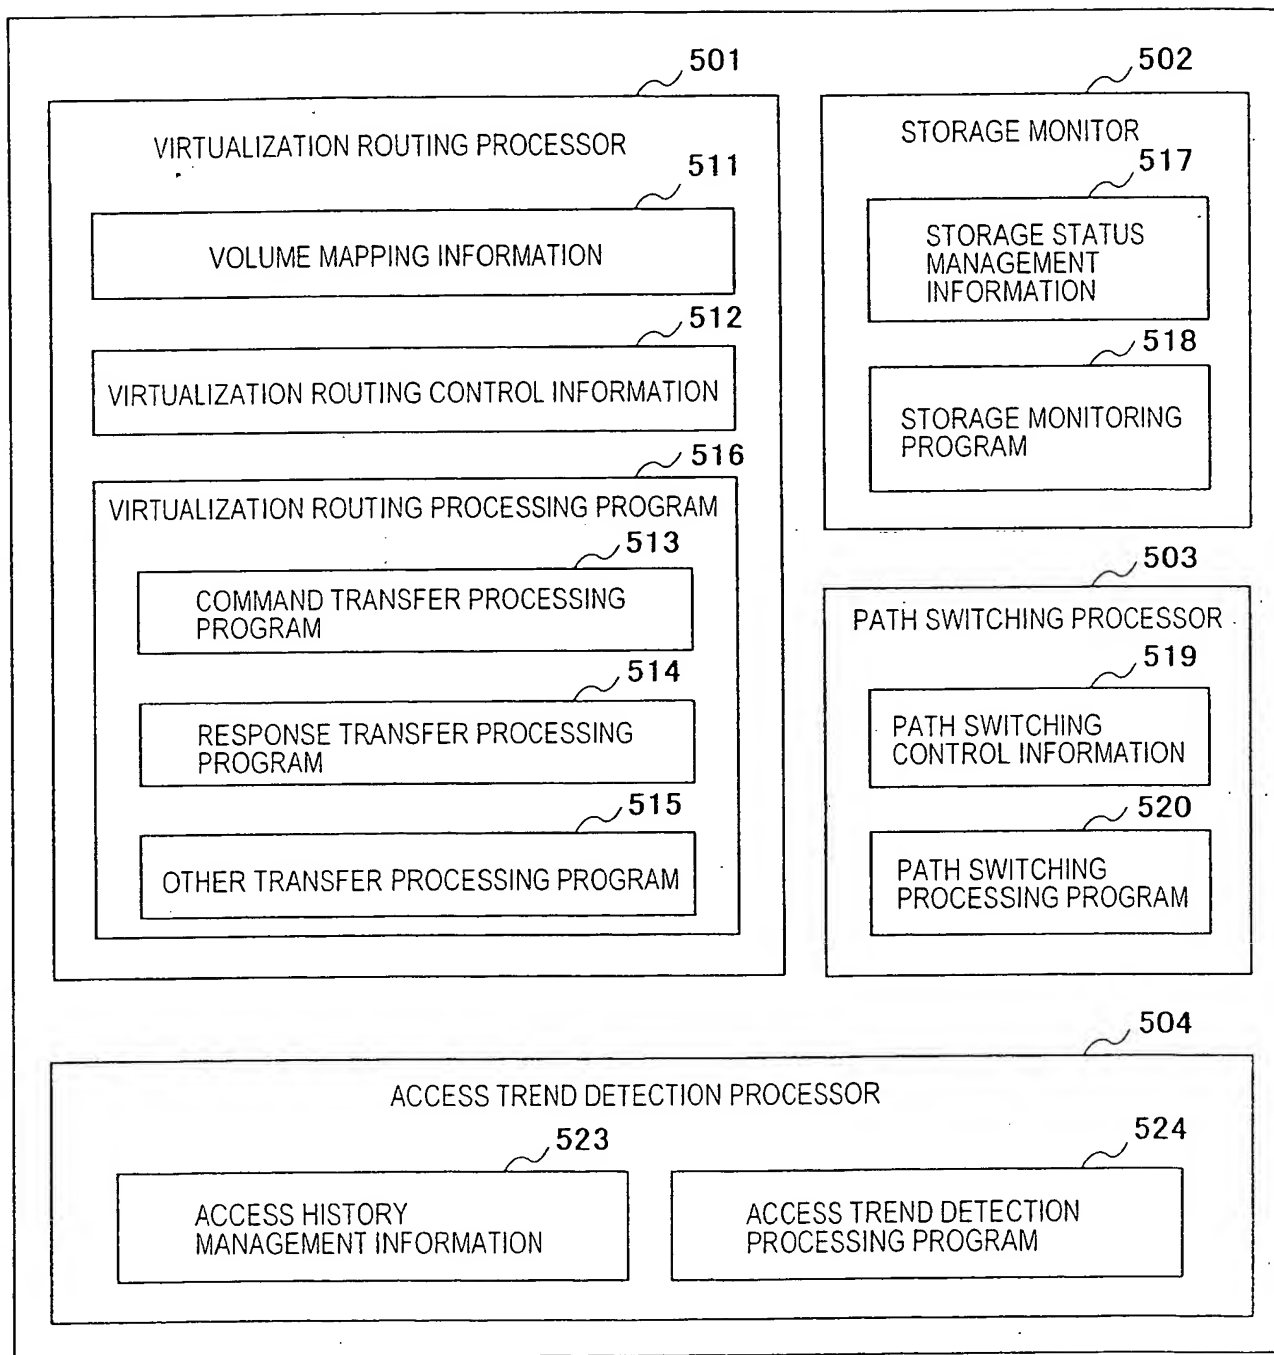 501
VIRTUALIZATION ROUTING PROCESSOR
511
VOLUME MAPPING INFORMATION
512
VIRTUALIZATION ROUTING CONTROL INFORMATION
516
VIRTUALIZATION ROUTING PROCESSING PROGRAM
513
COMMAND TRANSFER PROCESSING
PROGRAM
514
RESPONSE TRANSFER PROCESSING
PROGRAM
515
OTHER TRANSFER PROCESSING PROGRAM
502
STORAGE MONITOR
517
STORAGE STATUS
MANAGEMENT
INFORMATION
518
STORAGE MONITORING
PROGRAM
503
PATH SWITCHING PROCESSOR
519
PATH SWITCHING
CONTROL INFORMATION
520
PATH SWITCHING
PROCESSING PROGRAM
504
ACCESS TREND DETECTION PROCESSOR
523
ACCESS HISTORY
MANAGEMENT INFORMATION
524
ACCESS TREND DETECTION
PROCESSING PROGRAM